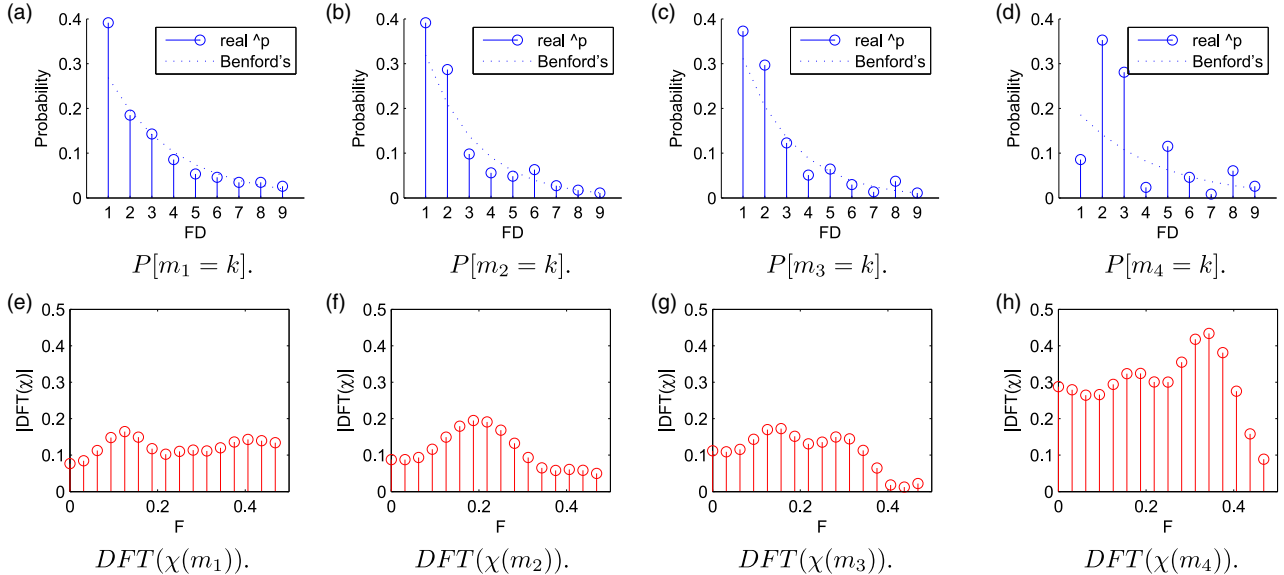 (a)
0.4
0.3
0.2
0.1
0
Probability
real ^p
Benford's
1 2 3 4 5 6 7 8 9
FD
P[m₁ = k].
(b)
0.4
0.3
0.2
0.1
0
Probability
real ^p
Benford's
1 2 3 4 5 6 7 8 9
FD
P[m₂ = k].
(c)
0.4
0.3
0.2
0.1
0
Probability
real ^p
Benford's
1 2 3 4 5 6 7 8 9
FD
P[m₃ = k].
(d)
0.4
0.3
0.2
0.1
0
Probability
real ^p
Benford's
1 2 3 4 5 6 7 8 9
FD
P[m₄ = k].
(e)
0.5
0.4
0.3
0.2
0.1
0
|DFT(χ)|
0 0.2 0.4
F
DFT(χ(m₁)).
(f)
0.5
0.4
0.3
0.2
0.1
0
|DFT(χ)|
0 0.2 0.4
F
DFT(χ(m₂)).
(g)
0.5
0.4
0.3
0.2
0.1
0
|DFT(χ)|
0 0.2 0.4
F
DFT(χ(m₃)).
(h)
0.5
0.4
0.3
0.2
0.1
0
|DFT(χ)|
0 0.2 0.4
F
DFT(χ(m₄)).